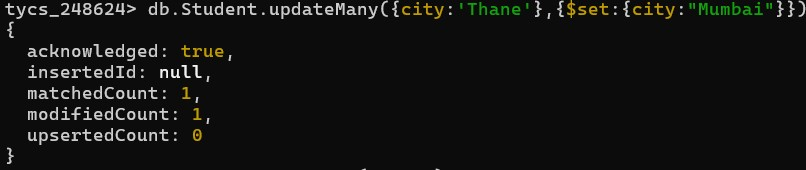 tycs_248624> db.Student.updateMany({city:'Thane'},{$set:{city:"Mumbai"}})
{
  acknowledged: true,
  insertedId: null,
  matchedCount: 1,
  modifiedCount: 1,
  upsertedCount: 0
}